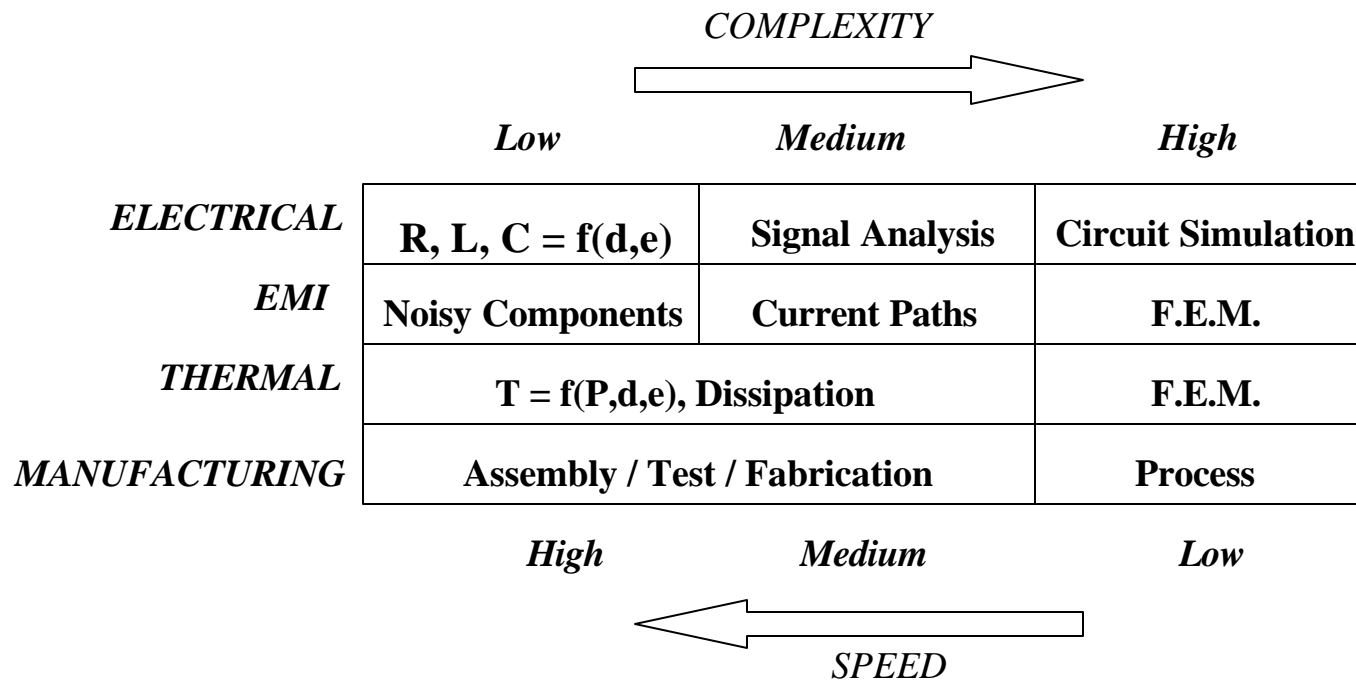 COMPLEXITY
Low Medium High
ELECTRICAL R, L, C = f(d,e) Signal Analysis Circuit Simulation
EMI Noisy Components Current Paths F.E.M.
THERMAL T = f(P,d,e), Dissipation F.E.M.
MANUFACTURING Assembly / Test / Fabrication Process
High Medium Low
SPEED